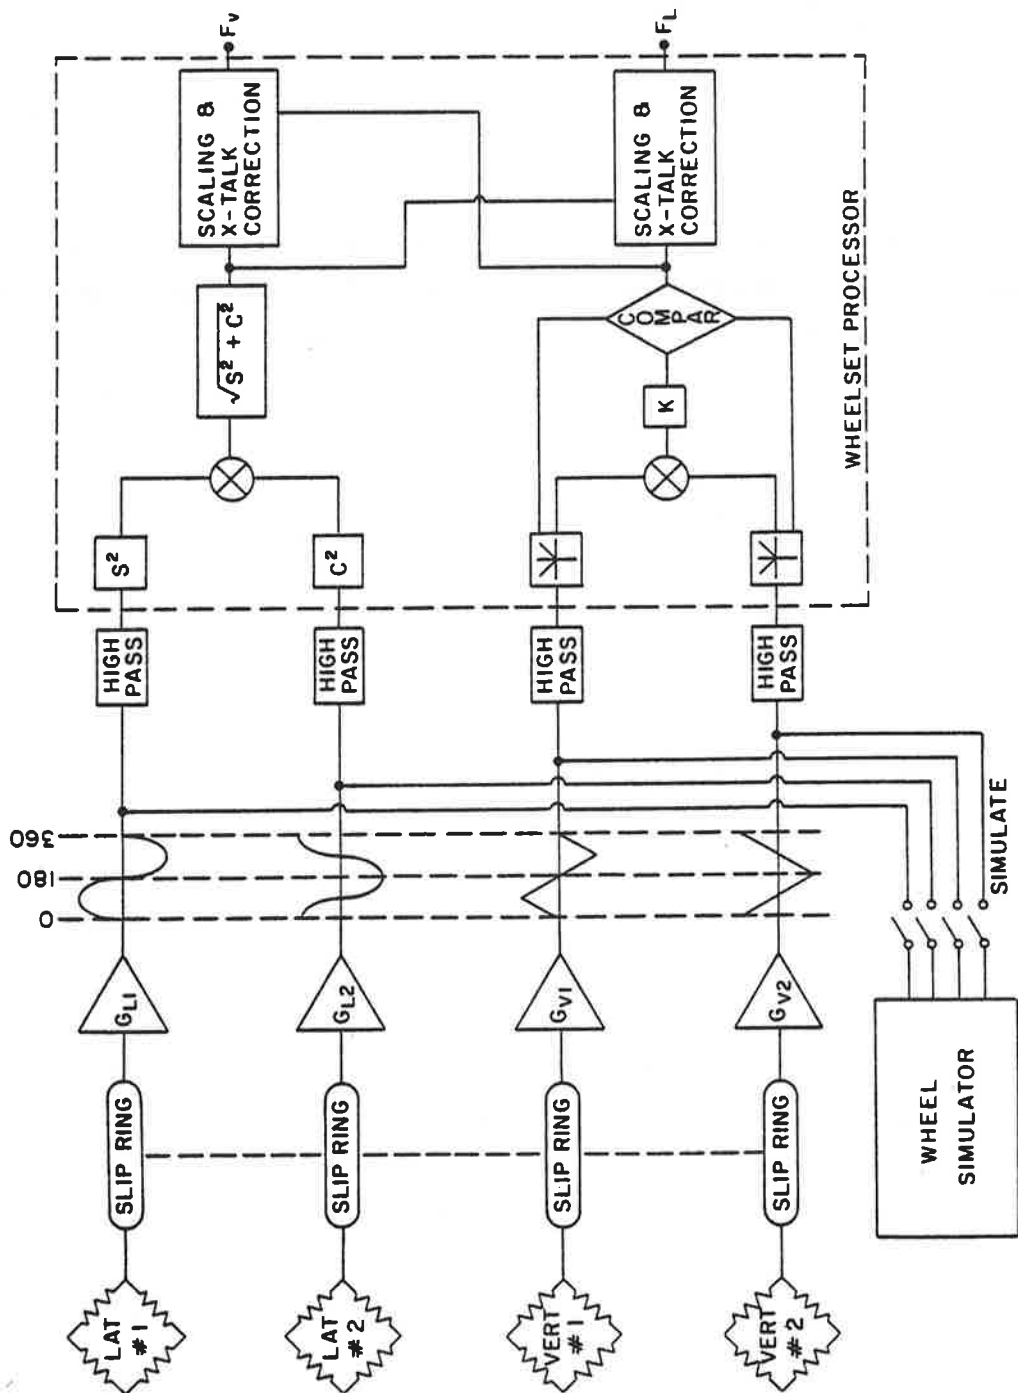 LAT
#1
SLIP RING
GL1
0
180
360
HIGH
PASS
S²
LAT
#2
SLIP RING
GL2
HIGH
PASS
C²
√S² + C²
SCALING &
X-TALK
CORRECTION
FV
VERT
#1
SLIP RING
GV1
HIGH
PASS
VERT
#2
SLIP RING
GV2
HIGH
PASS
K
COMPAR
SCALING &
X-TALK
CORRECTION
FL
WHEELSET PROCESSOR
WHEEL
SIMULATOR
SIMULATE